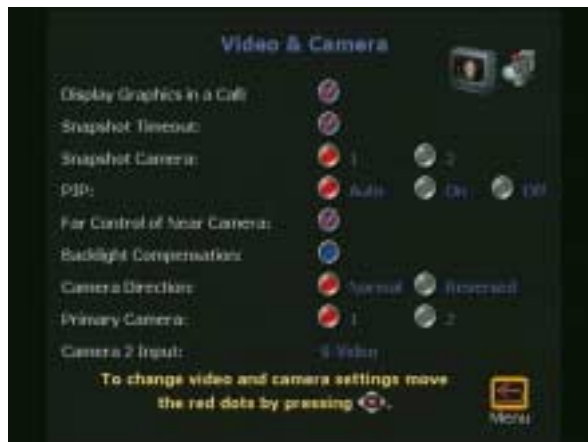 Video & Camera
Display Graphics in a Call:
Snapshot Timeout:
Snapshot Camera: 1 2
PIP: Auto On Off
Far Control of Near Camera:
Backlight Compensation:
Camera Direction: Normal Reversed
Primary Camera: 1 2
Camera 2 Input: S-Video
To change video and camera settings move
the red dots by pressing .
Menu